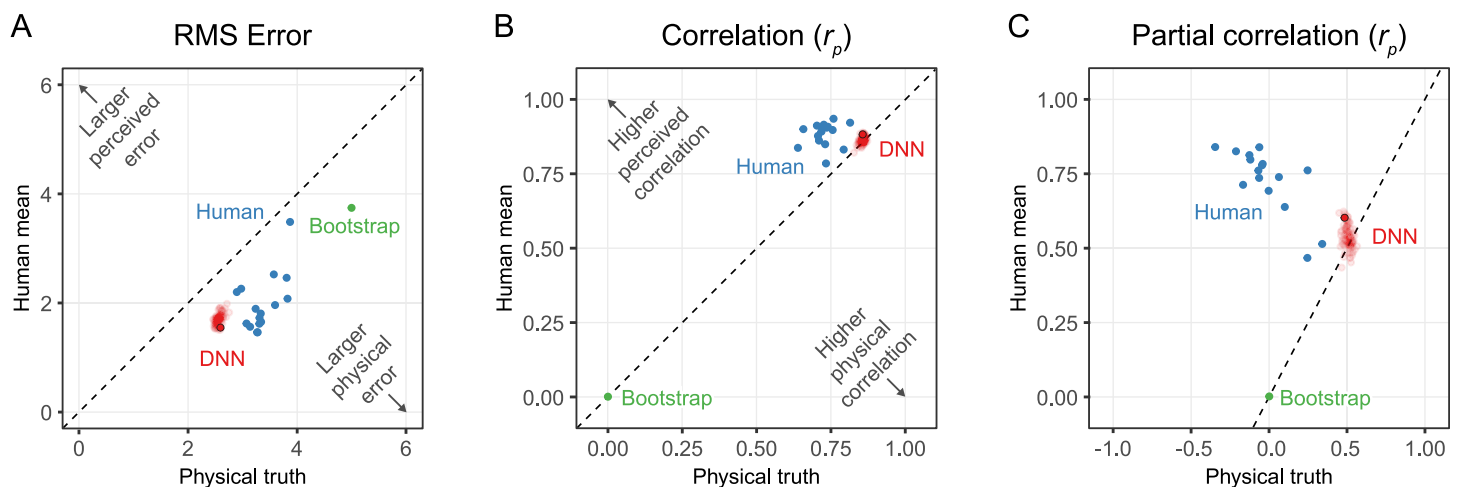 A
RMS Error
6
4
2
0
Human mean
Larger
perceived
error
Human
Bootstrap
DNN
Larger
physical
error
0
2
4
6
Physical truth
B
Correlation (rp)
1.00
0.75
0.50
0.25
0.00
Human mean
Higher
perceived
correlation
Human
DNN
Higher
physical
correlation
Bootstrap
0.00
0.25
0.50
0.75
1.00
Physical truth
C
Partial correlation (rp)
1.00
0.75
0.50
0.25
0.00
Human mean
Human
DNN
Bootstrap
-1.0
-0.5
0.0
0.5
1.00
Physical truth